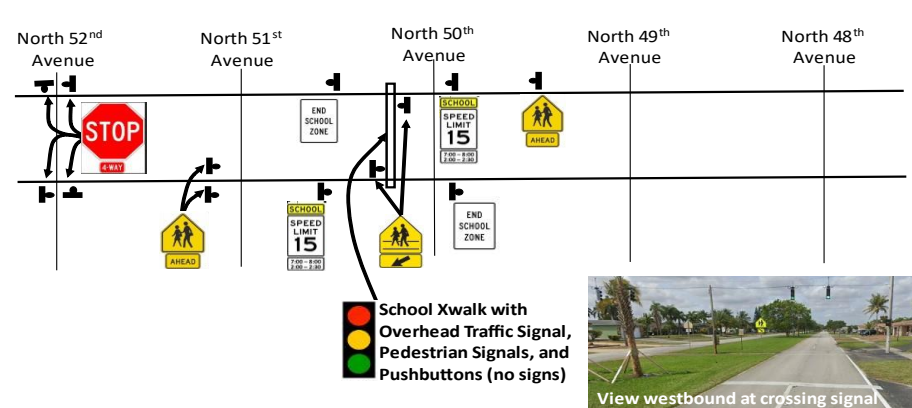 North 52nd
Avenue
North 51st
Avenue
North 50th
Avenue
North 49th
Avenue
North 48th
Avenue
STOP
4-WAY
END
SCHOOL
ZONE
SCHOOL
SPEED
LIMIT
15
7:00 – 8:00
2:00 – 2:30
AHEAD
AHEAD
SCHOOL
SPEED
LIMIT
15
7:00 – 8:00
2:00 – 2:30
END
SCHOOL
ZONE
School Xwalk with
Overhead Traffic Signal,
Pedestrian Signals, and
Pushbuttons (no signs)
View westbound at crossing signal